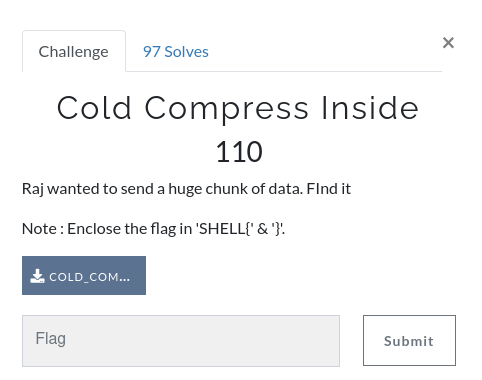 Challenge
97 Solves
×
Cold Compress Inside
110
Raj wanted to send a huge chunk of data. FInd it
Note : Enclose the flag in 'SHELL{' & '}'.
COLD_COM...
Flag
Submit